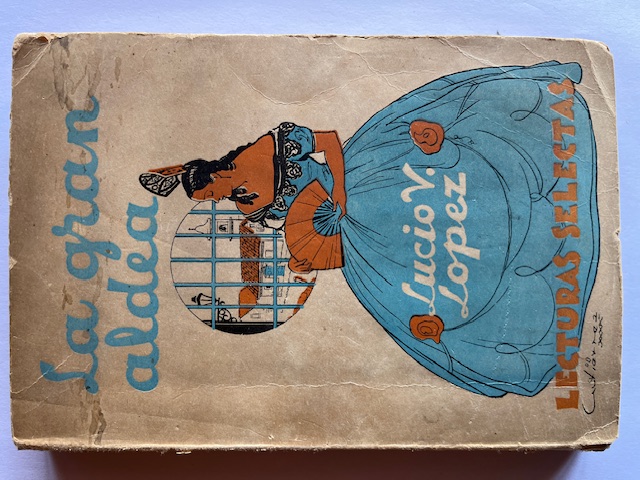 La gran
aldea
Lucio V.
Lopez
LECTURAS SELECTAS